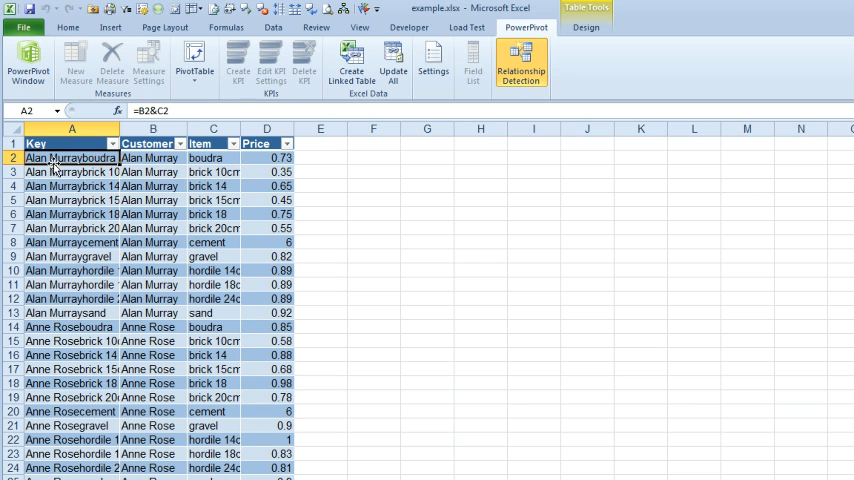 example.xlsx - Microsoft Excel
Table Tools
File Home Insert Page Layout Formulas Data Review View Developer Load Test PowerPivot Design
PowerPivot Window
New Measure
Delete Measure
Measure Settings
Measures
PivotTable
Create KPI
Edit KPI Settings
Delete KPI
KPIs
Create Linked Table
Update All
Excel Data
Settings
Field List
Relationship Detection
A2 fx =B2&C2
A B C D E F G H I J K L M N
1 Key Customer Item Price
2 Alan Murrayboudra Alan Murray boudra 0.73
3 Alan Murraybrick 10 Alan Murray brick 10cm 0.35
4 Alan Murraybrick 14 Alan Murray brick 14 0.65
5 Alan Murraybrick 15 Alan Murray brick 15cm 0.45
6 Alan Murraybrick 18 Alan Murray brick 18 0.75
7 Alan Murraybrick 20 Alan Murray brick 20cm 0.55
8 Alan Murraycement Alan Murray cement 6
9 Alan Murraygravel Alan Murray gravel 0.82
10 Alan Murrayhordile Alan Murray hordile 14c 0.89
11 Alan Murrayhordile Alan Murray hordile 18c 0.89
12 Alan Murrayhordile 2 Alan Murray hordile 24c 0.89
13 Alan Murraysand Alan Murray sand 0.92
14 Anne Roseboudra Anne Rose boudra 0.85
15 Anne Rosebrick 10c Anne Rose brick 10cm 0.58
16 Anne Rosebrick 14 Anne Rose brick 14 0.88
17 Anne Rosebrick 15c Anne Rose brick 15cm 0.68
18 Anne Rosebrick 18 Anne Rose brick 18 0.98
19 Anne Rosebrick 20c Anne Rose brick 20cm 0.78
20 Anne Rosecement Anne Rose cement 6
21 Anne Rosegravel Anne Rose gravel 0.9
22 Anne Rosehordile 1 Anne Rose hordile 14c 1
23 Anne Rosehordile 1 Anne Rose hordile 18c 0.83
24 Anne Rosehordile 2 Anne Rose hordile 24c 0.81